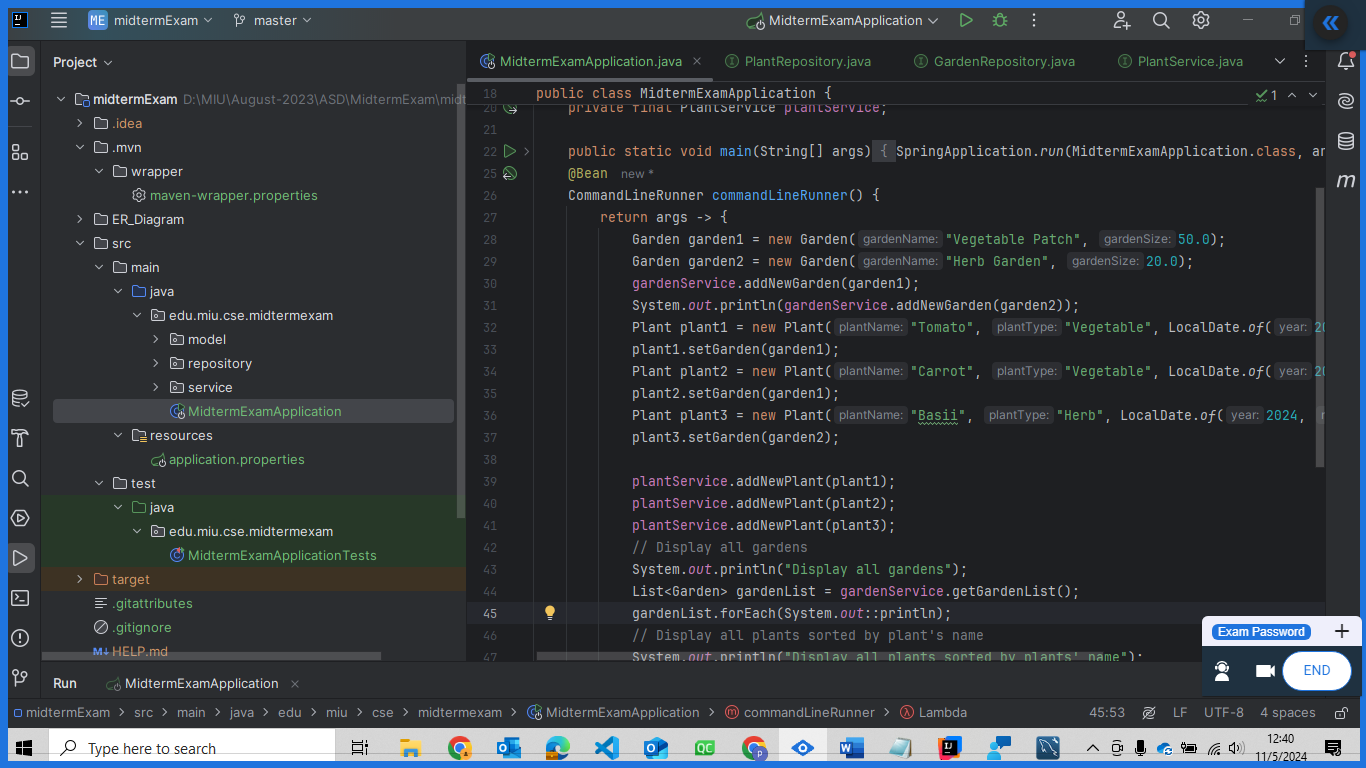 ME midtermExam master MidtermExamApplication
Project
midtermExam D:\MIU\August-2023\ASD\MidtermExam\mid
.idea
.mvn
wrapper
maven-wrapper.properties
ER_Diagram
src
main
java
edu.miu.cse.midtermexam
model
repository
service
MidtermExamApplication
resources
application.properties
test
java
edu.miu.cse.midtermexam
MidtermExamApplicationTests
target
.gitattributes
.gitignore
M↓ HELP.md
MidtermExamApplication.java PlantRepository.java GardenRepository.java PlantService.java
18 public class MidtermExamApplication { 1
20 private final PlantService plantService;
21
22 public static void main(String[] args) { SpringApplication.run(MidtermExamApplication.class, ar
25 @Bean new *
26 CommandLineRunner commandLineRunner() {
27 return args -> {
28 Garden garden1 = new Garden( gardenName: "Vegetable Patch", gardenSize: 50.0);
29 Garden garden2 = new Garden( gardenName: "Herb Garden", gardenSize: 20.0);
30 gardenService.addNewGarden(garden1);
31 System.out.println(gardenService.addNewGarden(garden2));
32 Plant plant1 = new Plant( plantName: "Tomato", plantType: "Vegetable", LocalDate.of( year: 20
33 plant1.setGarden(garden1);
34 Plant plant2 = new Plant( plantName: "Carrot", plantType: "Vegetable", LocalDate.of( year: 20
35 plant2.setGarden(garden1);
36 Plant plant3 = new Plant( plantName: "Basii", plantType: "Herb", LocalDate.of( year: 2024,
37 plant3.setGarden(garden2);
38
39 plantService.addNewPlant(plant1);
40 plantService.addNewPlant(plant2);
41 plantService.addNewPlant(plant3);
42 // Display all gardens
43 System.out.println("Display all gardens");
44 List<Garden> gardenList = gardenService.getGardenList();
45 gardenList.forEach(System.out::println);
46 // Display all plants sorted by plant's name
47 System.out.println("Display all plants sorted by plants' name");
m
Exam Password +
END
Run MidtermExamApplication
midtermExam > src > main > java > edu > miu > cse > midtermexam > MidtermExamApplication > commandLineRunner > Lambda 45:53 LF UTF-8 4 spaces
Type here to search
QC
12:40
11/5/2024